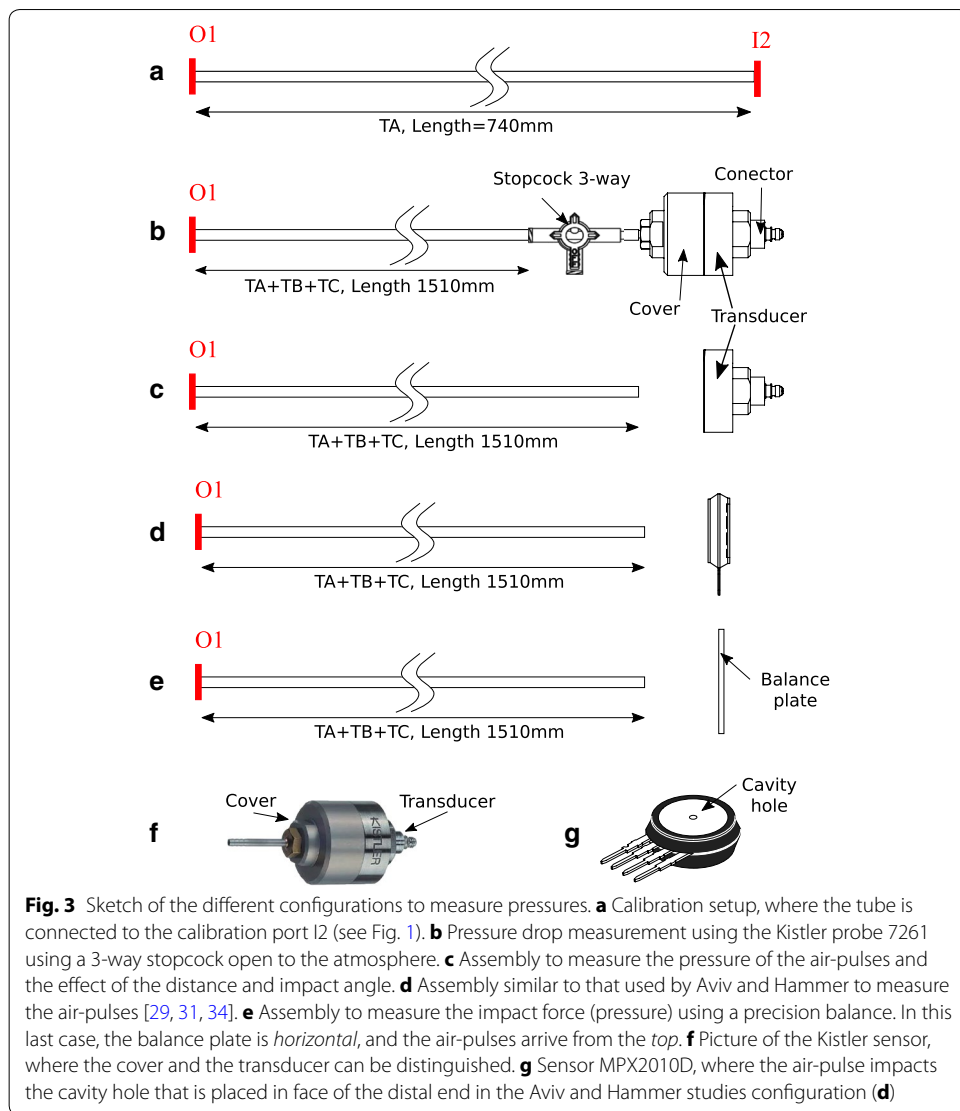 O1
I2
a
TA, Length=740mm
Stopcock 3-way
Conector
O1
b
TA+TB+TC, Length 1510mm
Cover
Transducer
O1
c
TA+TB+TC, Length 1510mm
O1
d
TA+TB+TC, Length 1510mm
O1
e
Balance
plate
TA+TB+TC, Length 1510mm
Cover
Transducer
Cavity
hole
f
KISTLER
g
Fig. 3 Sketch of the different configurations to measure pressures. a Calibration setup, where the tube is
connected to the calibration port I2 (see Fig. 1). b Pressure drop measurement using the Kistler probe 7261
using a 3-way stopcock open to the atmosphere. c Assembly to measure the pressure of the air-pulses and
the effect of the distance and impact angle. d Assembly similar to that used by Aviv and Hammer to measure
the air-pulses [29, 31, 34]. e Assembly to measure the impact force (pressure) using a precision balance. In this
last case, the balance plate is horizontal, and the air-pulses arrive from the top. f Picture of the Kistler sensor,
where the cover and the transducer can be distinguished. g Sensor MPX2010D, where the air-pulse impacts
the cavity hole that is placed in face of the distal end in the Aviv and Hammer studies configuration (d)